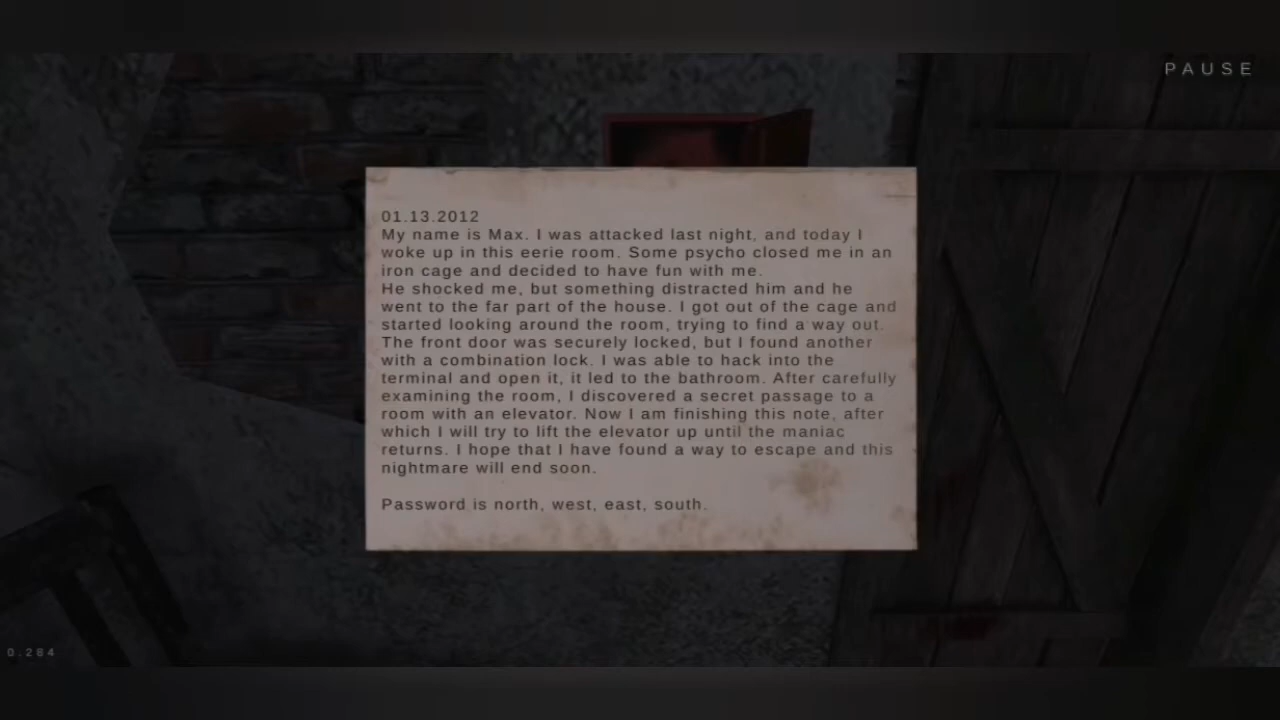 PAUSE
01.13.2012
My name is Max. I was attacked last night, and today I
woke up in this eerie room. Some psycho closed me in an
iron cage and decided to have fun with me.
He shocked me, but something distracted him and he
went to the far part of the house. I got out of the cage and
started looking around the room, trying to find a way out.
The front door was securely locked, but I found another
with a combination lock. I was able to hack into the
terminal and open it, it led to the bathroom. After carefully
examining the room, I discovered a secret passage to a
room with an elevator. Now I am finishing this note, after
which I will try to lift the elevator up until the maniac
returns. I hope that I have found a way to escape and this
nightmare will end soon.
Password is north, west, east, south.
0.284